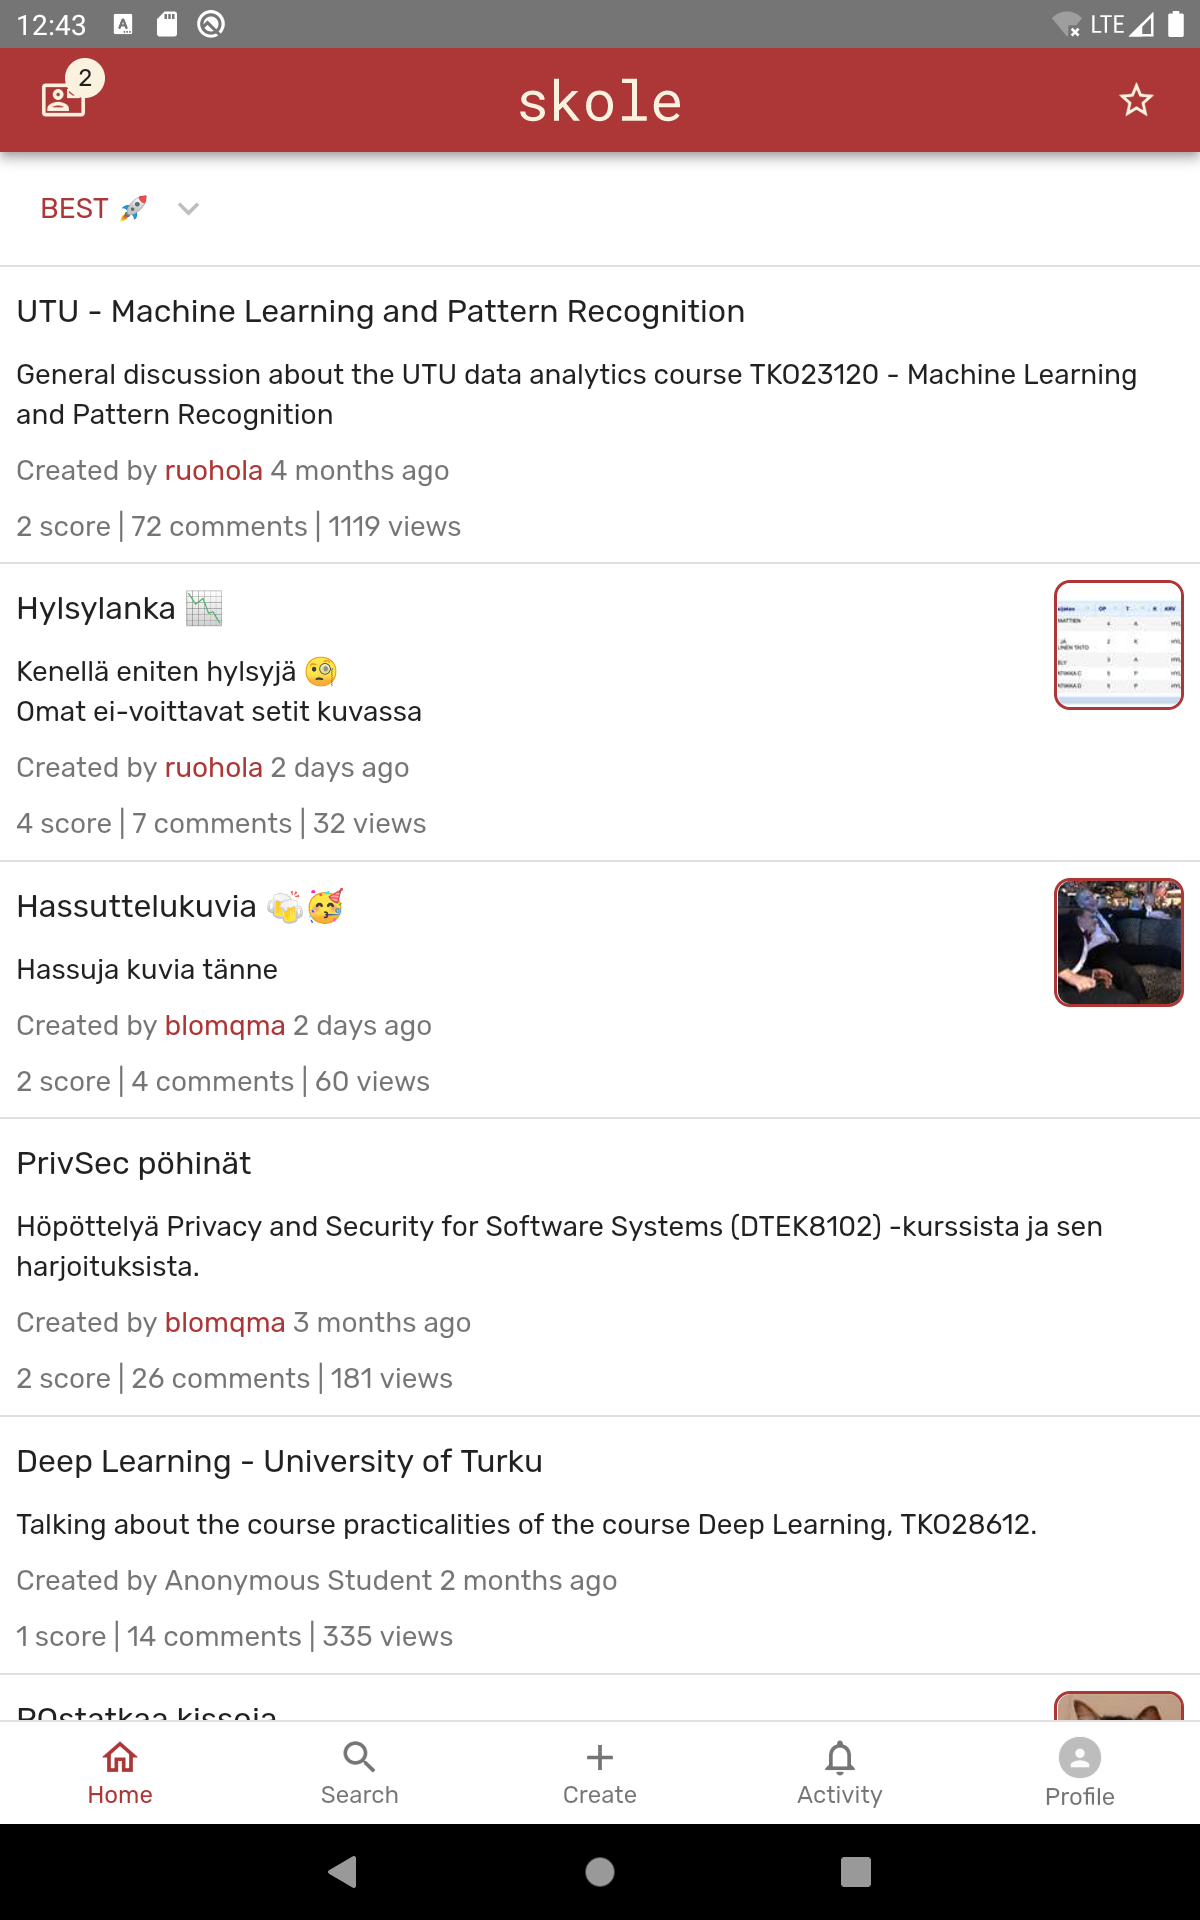 12:43
LTE
2
skole
BEST 🚀
UTU - Machine Learning and Pattern Recognition
General discussion about the UTU data analytics course TKO23120 - Machine Learning
and Pattern Recognition
Created by ruohola 4 months ago
2 score | 72 comments | 1119 views
Hylsylanka 📉
Kenellä eniten hylsyjä 🧐
Omat ei-voittavat setit kuvassa
Created by ruohola 2 days ago
4 score | 7 comments | 32 views
Hassuttelukuvia 🍻🥳
Hassuja kuvia tänne
Created by blomqma 2 days ago
2 score | 4 comments | 60 views
PrivSec pöhinät
Höpöttelyä Privacy and Security for Software Systems (DTEK8102) -kurssista ja sen
harjoituksista.
Created by blomqma 3 months ago
2 score | 26 comments | 181 views
Deep Learning - University of Turku
Talking about the course practicalities of the course Deep Learning, TKO28612.
Created by Anonymous Student 2 months ago
1 score | 14 comments | 335 views
Home
Search
Create
Activity
Profile